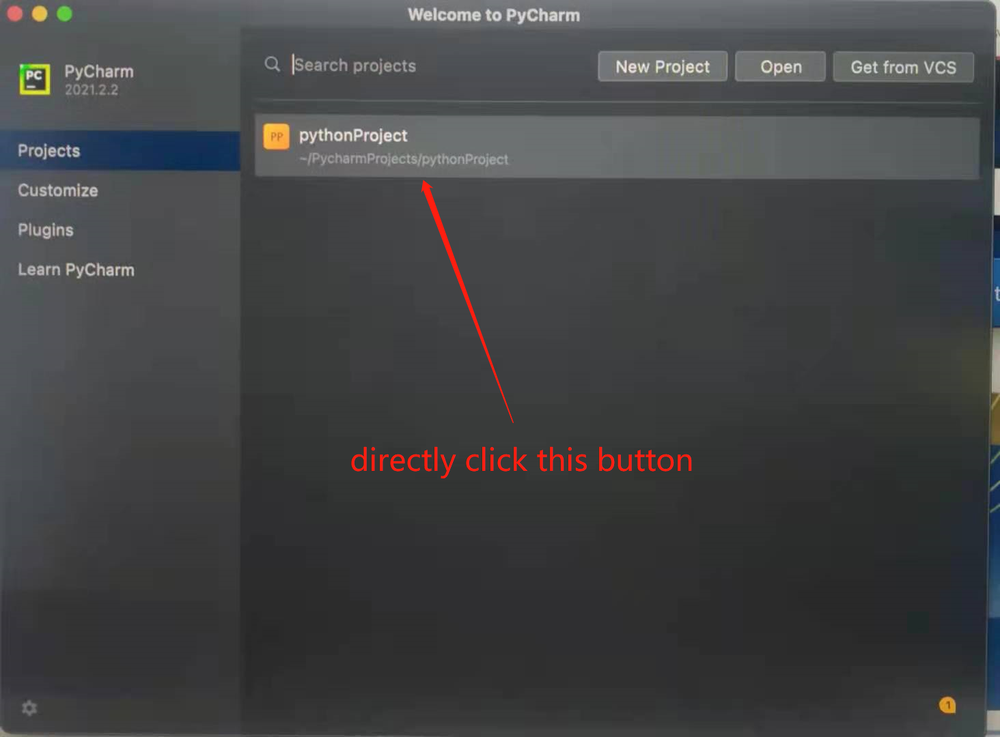 Welcome to PyCharm
PC
PyCharm
2021.2.2
Search projects
New Project
Open
Get from VCS
Projects
Customize
Plugins
Learn PyCharm
PP
pythonProject
~/PycharmProjects/pythonProject
directly click this button
1
t